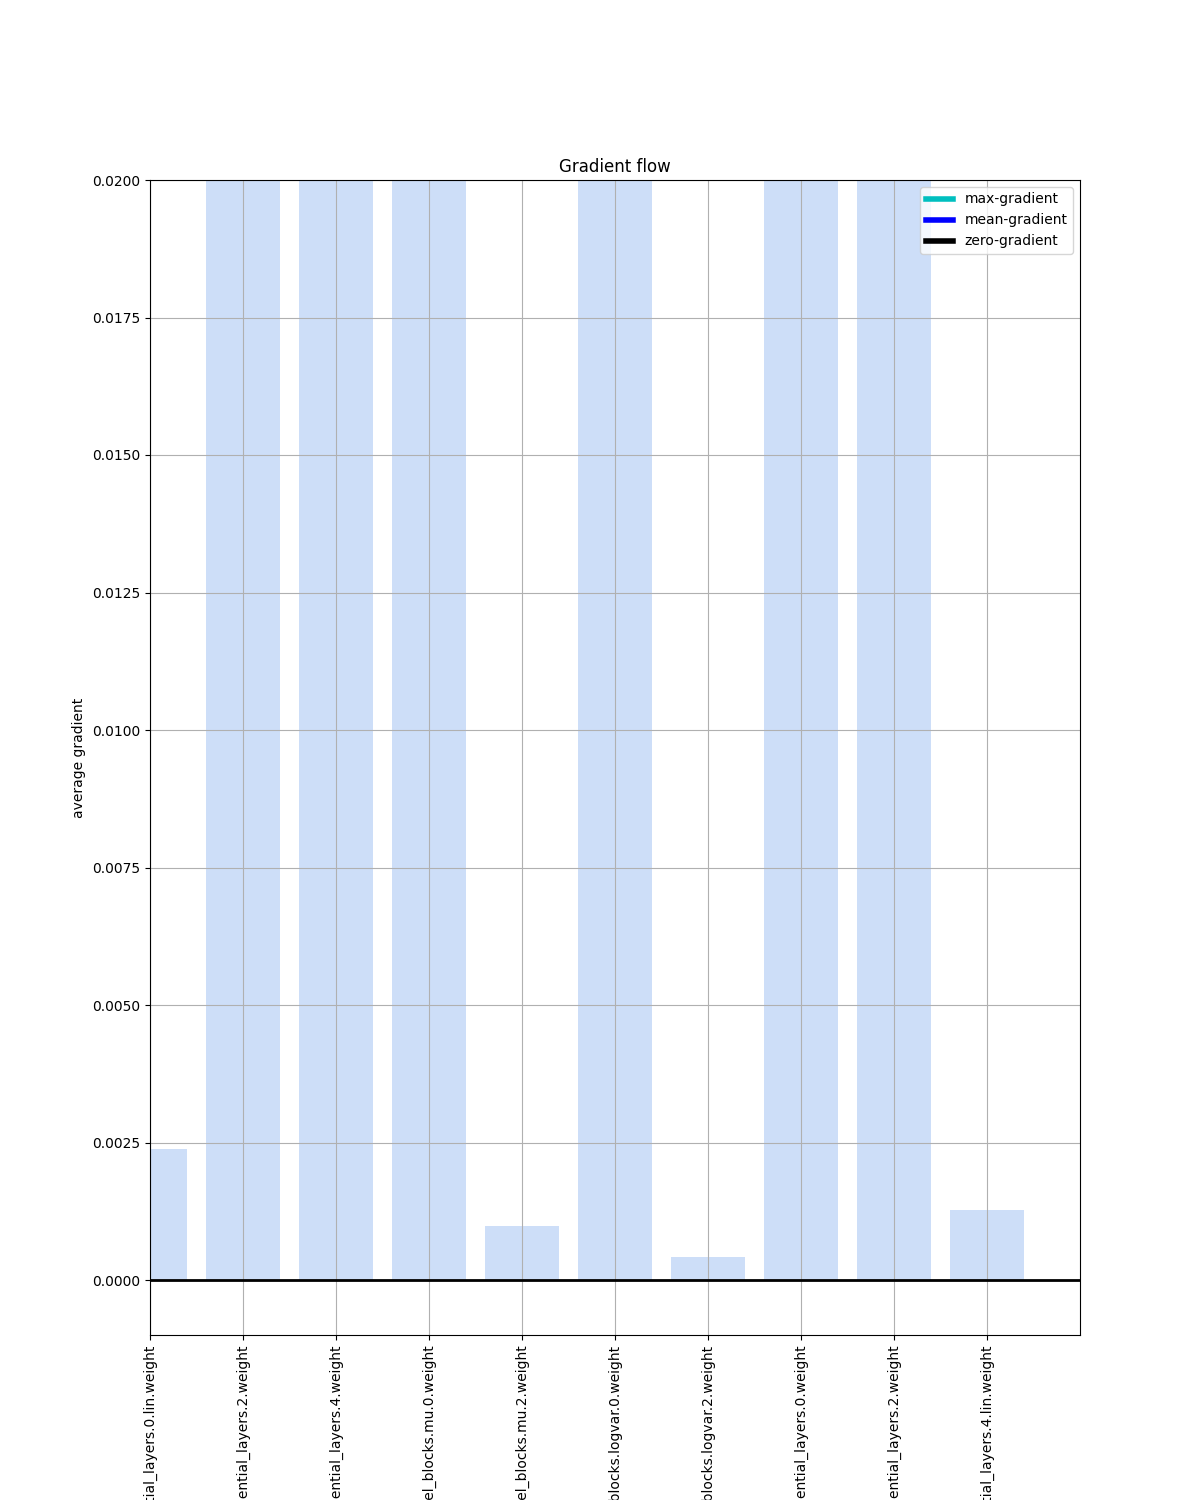 Gradient flow
max-gradient
mean-gradient
zero-gradient
0.0200
0.0175
0.0150
0.0125
0.0100
0.0075
0.0050
0.0025
0.0000
average gradient
tial_layers.0.lin.weight
ential_layers.2.weight
ential_layers.4.weight
el_blocks.mu.0.weight
el_blocks.mu.2.weight
blocks.logvar.0.weight
blocks.logvar.2.weight
ential_layers.0.weight
ential_layers.2.weight
tial_layers.4.lin.weight